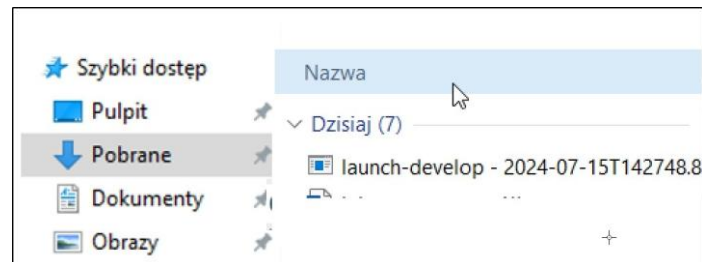 Szybki dostęp
Pulpit
Pobrane
Dokumenty
Obrazy
Nazwa
Dzisiaj (7)
launch-develop - 2024-07-15T142748.8